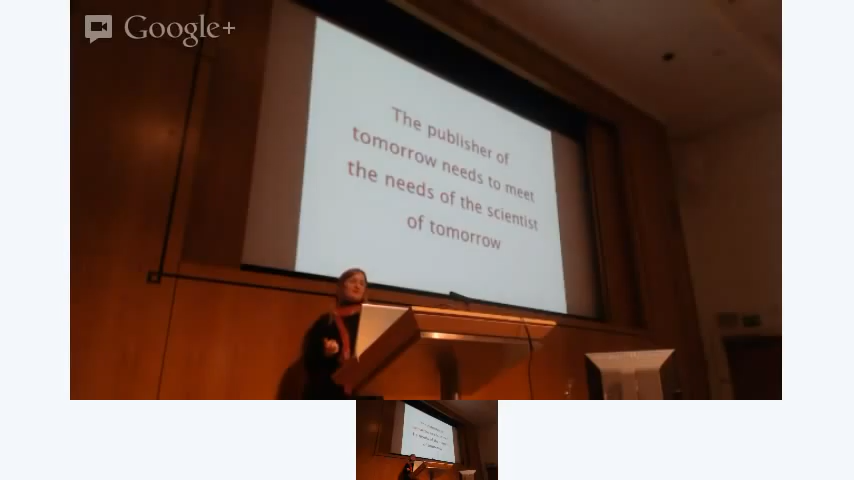 Google+
The publisher of
tomorrow needs to meet
the needs of the scientist
of tomorrow